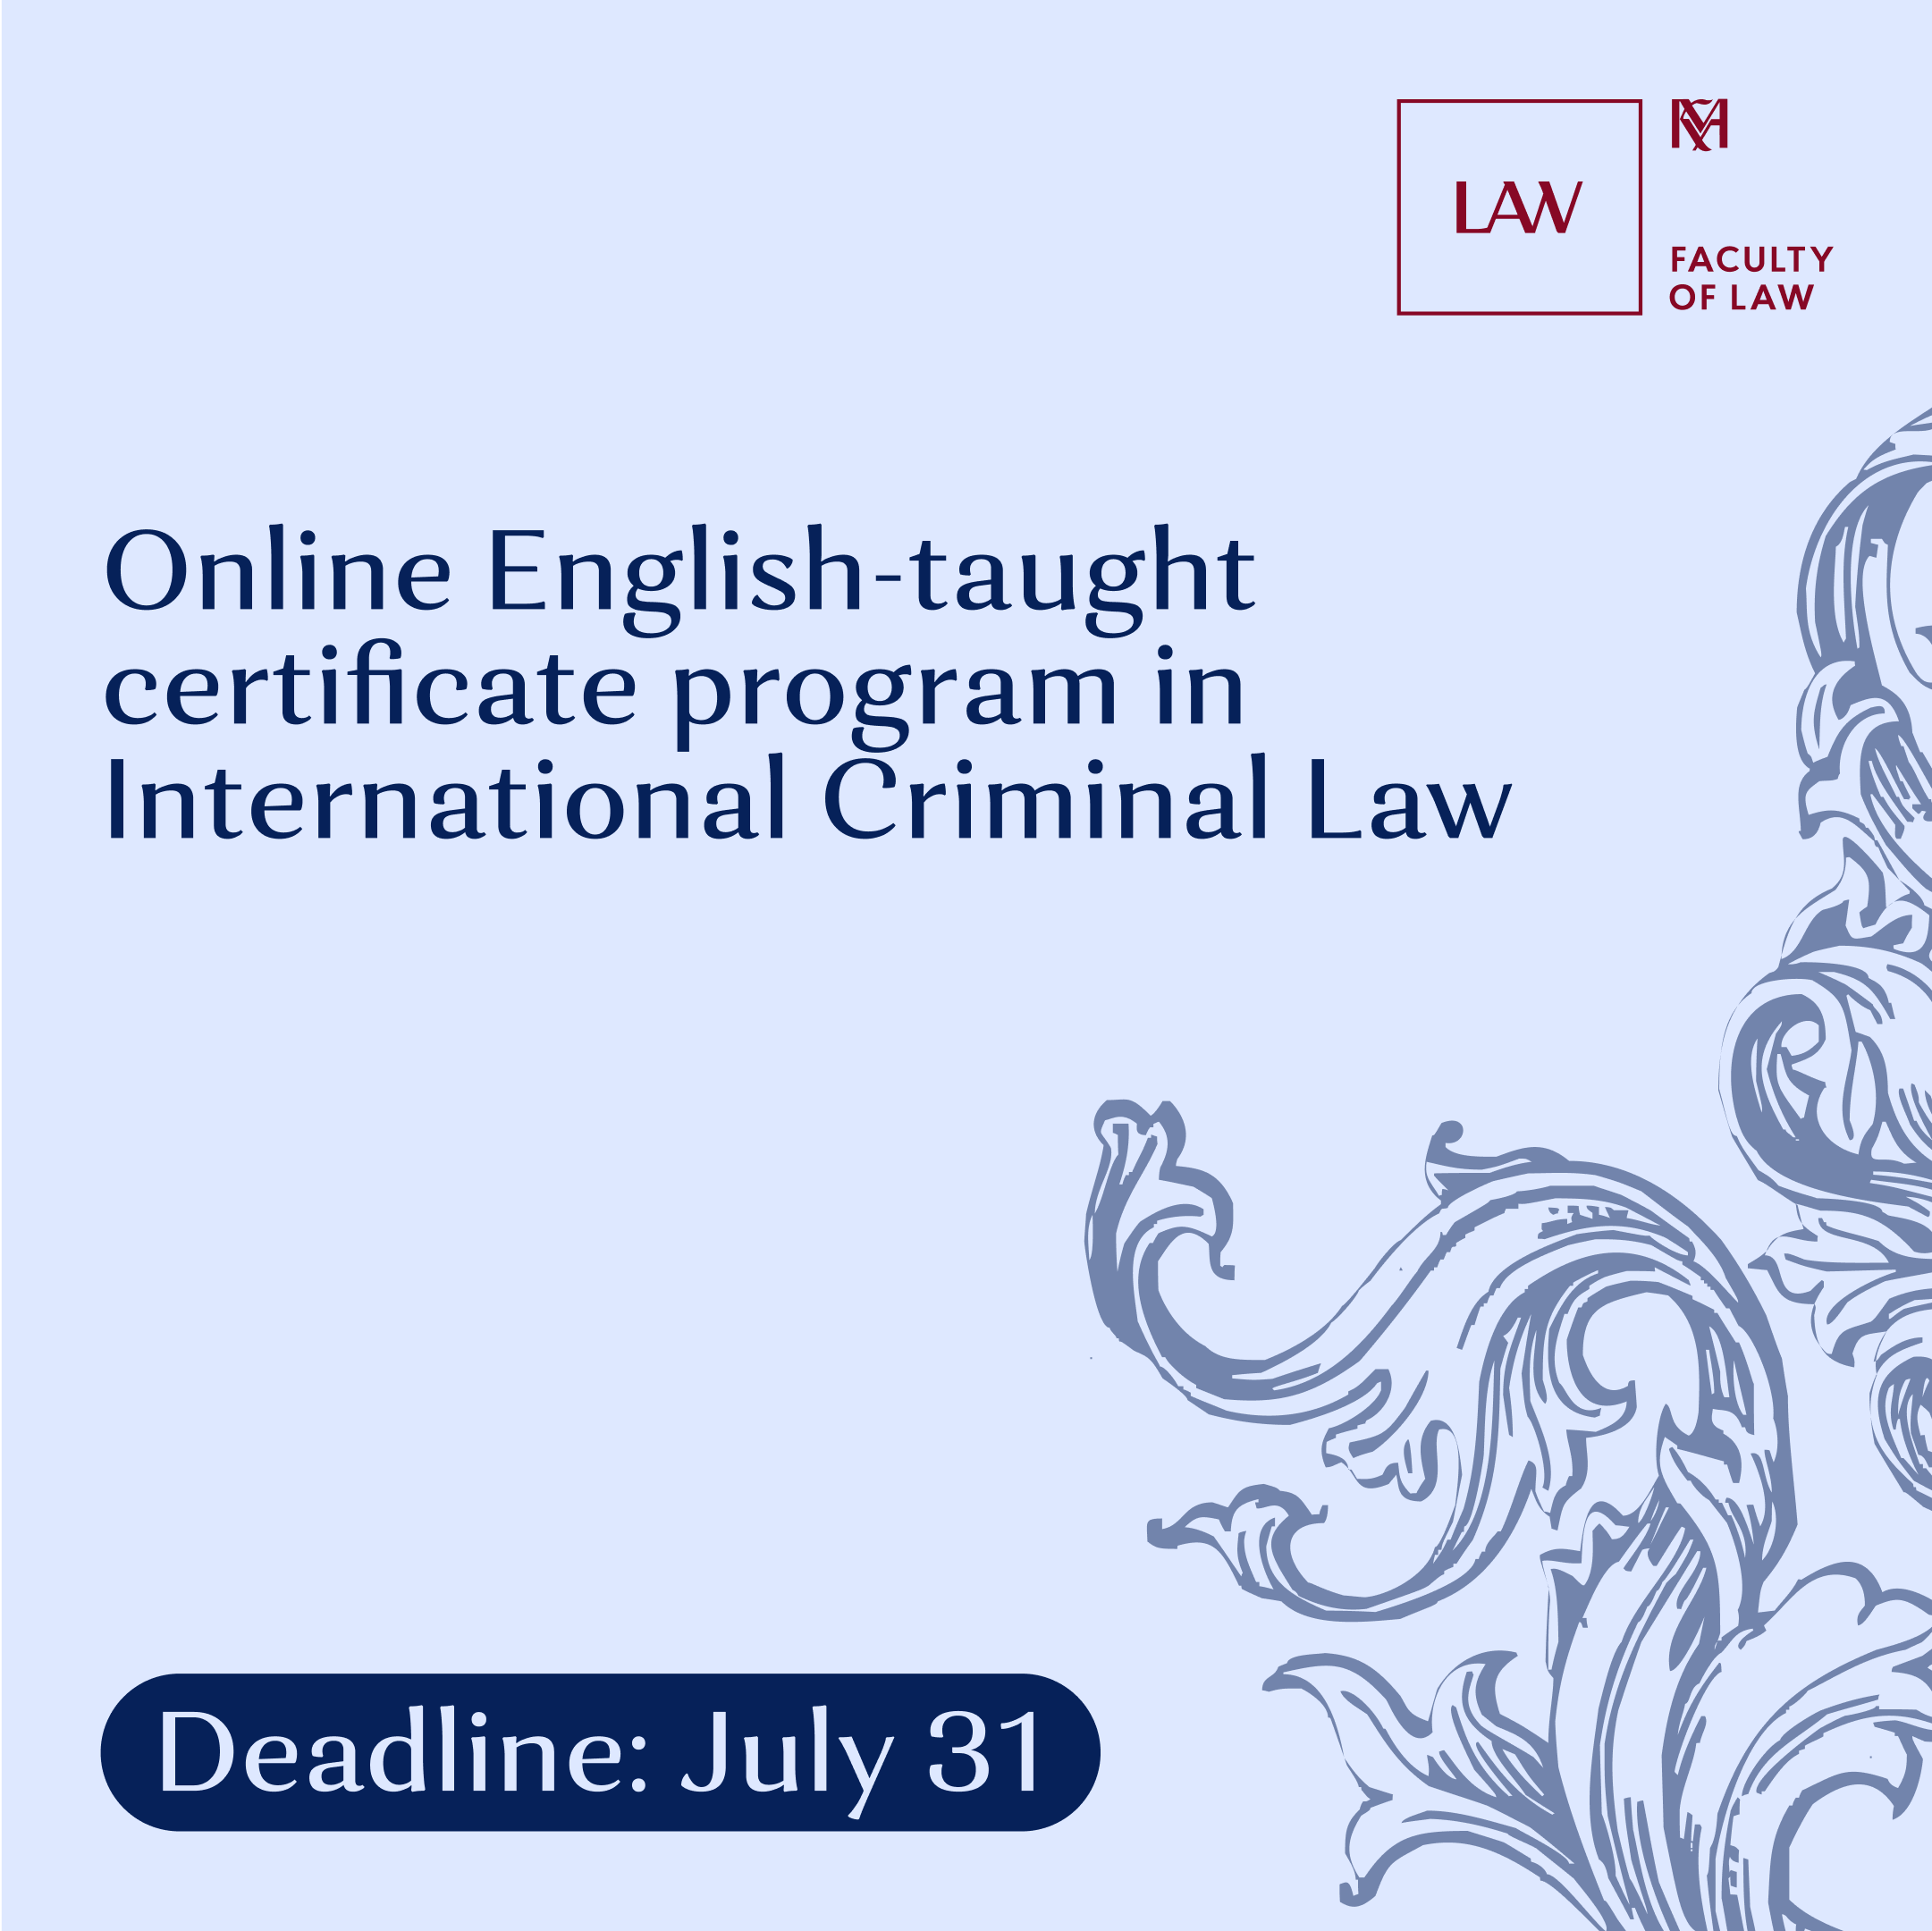 LAW
FACULTY
OF LAW
Online English-taught
certificate program in
International Criminal Law
Deadline: July 31